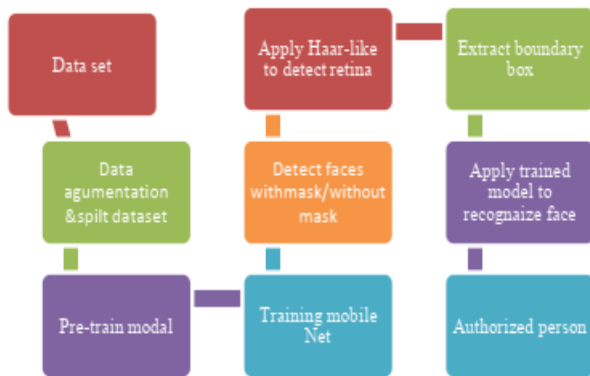 Data set
Data
agumentation
&spilt dataset
Pre-train modal
Training mobile
Net
Detect faces
withmask/without
mask
Apply Haar-like
to detect retina
Extract boundary
box
Apply trained
model to
recognaize face
Authorized person